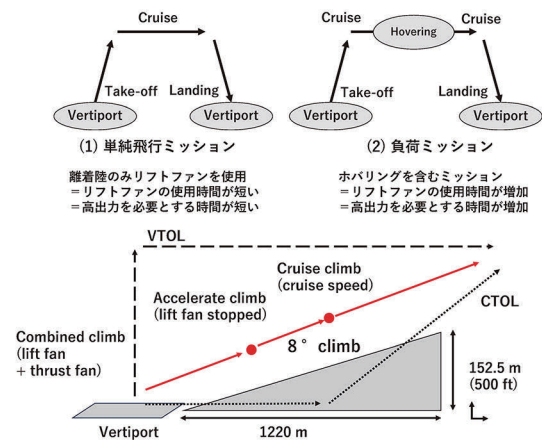 Cruise
Take-off
Landing
Vertiport
Vertiport
(1) 単純飛行ミッション
離着陸のみリフトファンを使用
＝リフトファンの使用時間が短い
＝高出力を必要とする時間が短い
Cruise
Hovering
Cruise
Take-off
Landing
Vertiport
Vertiport
(2) 負荷ミッション
ホバリングを含むミッション
＝リフトファンの使用時間が増加
＝高出力を必要とする時間が増加
VTOL
Cruise climb
(cruise speed)
Accelerate climb
(lift fan stopped)
CTOL
Combined climb
(lift fan
+ thrust fan)
8° climb
152.5 m
(500 ft)
Vertiport
1220 m